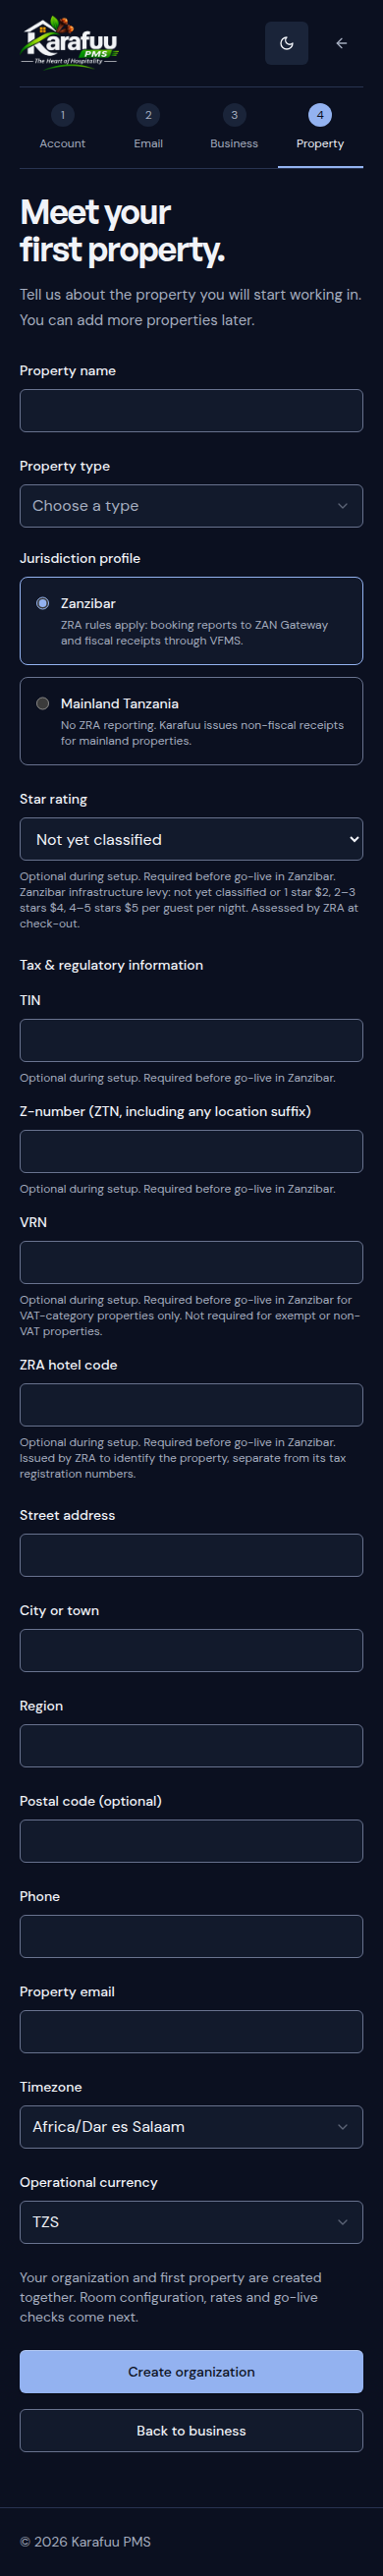 Karafuu
PMS
The Heart of Hospitality
1
2
3
4
Account
Email
Business
Property
Meet your
first property.
Tell us about the property you will start working in.
You can add more properties later.
Property name
Property type
Choose a type
Jurisdiction profile
Zanzibar
ZRA rules apply: booking reports to ZAN Gateway
and fiscal receipts through VFMS.
Mainland Tanzania
No ZRA reporting. Karafuu issues non-fiscal receipts
for mainland properties.
Star rating
Not yet classified
Optional during setup. Required before go-live in Zanzibar.
Zanzibar infrastructure levy: not yet classified or 1 star $2, 2–3
stars $4, 4–5 stars $5 per guest per night. Assessed by ZRA at
check-out.
Tax & regulatory information
TIN
Optional during setup. Required before go-live in Zanzibar.
Z-number (ZTN, including any location suffix)
Optional during setup. Required before go-live in Zanzibar.
VRN
Optional during setup. Required before go-live in Zanzibar for
VAT-category properties only. Not required for exempt or non-
VAT properties.
ZRA hotel code
Optional during setup. Required before go-live in Zanzibar.
Issued by ZRA to identify the property, separate from its tax
registration numbers.
Street address
City or town
Region
Postal code (optional)
Phone
Property email
Timezone
Africa/Dar es Salaam
Operational currency
TZS
Your organization and first property are created
together. Room configuration, rates and go-live
checks come next.
Create organization
Back to business
© 2026 Karafuu PMS